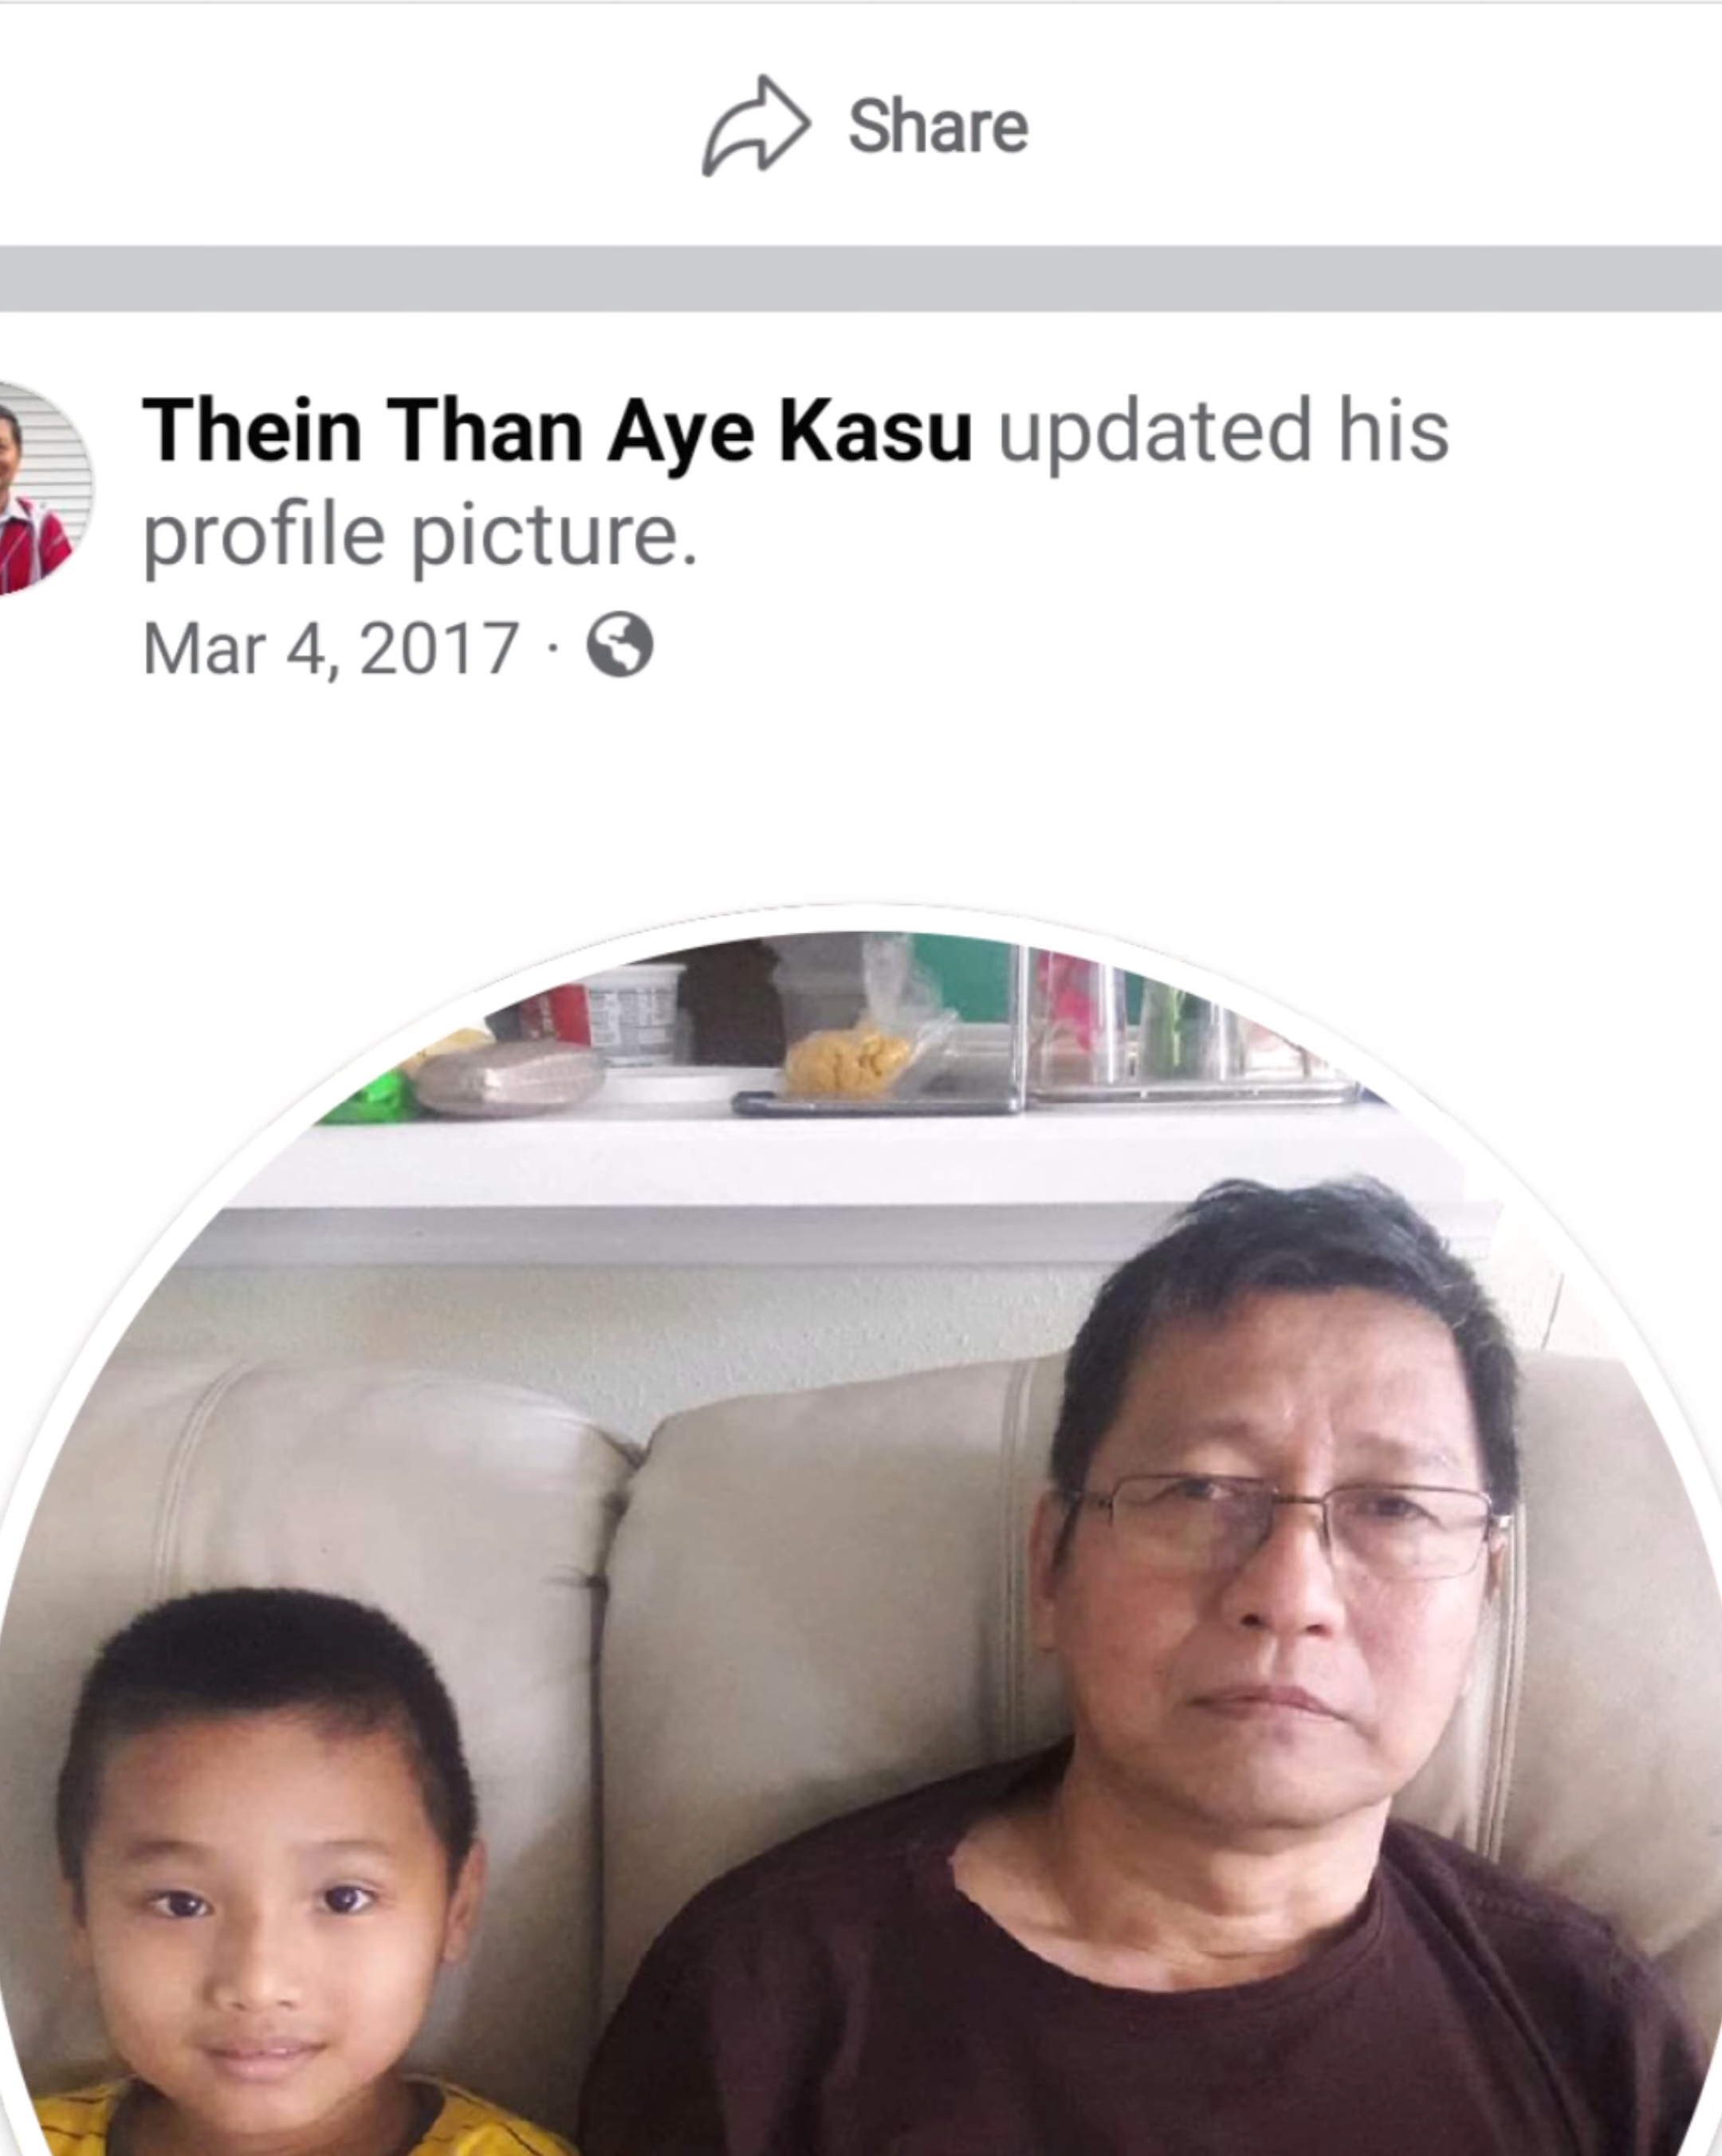 Share
Thein Than Aye Kasu updated his
profile picture.
Mar 4, 2017 ·